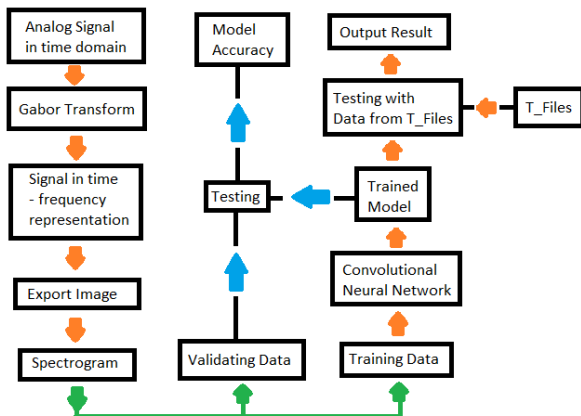 Analog Signal
in time domain
Gabor Transform
Signal in time
- frequency
representation
Export Image
Spectrogram
Model
Accuracy
Testing
Validating Data
Output Result
Testing with
Data from T_Files
T_Files
Trained
Model
Convolutional
Neural Network
Training Data